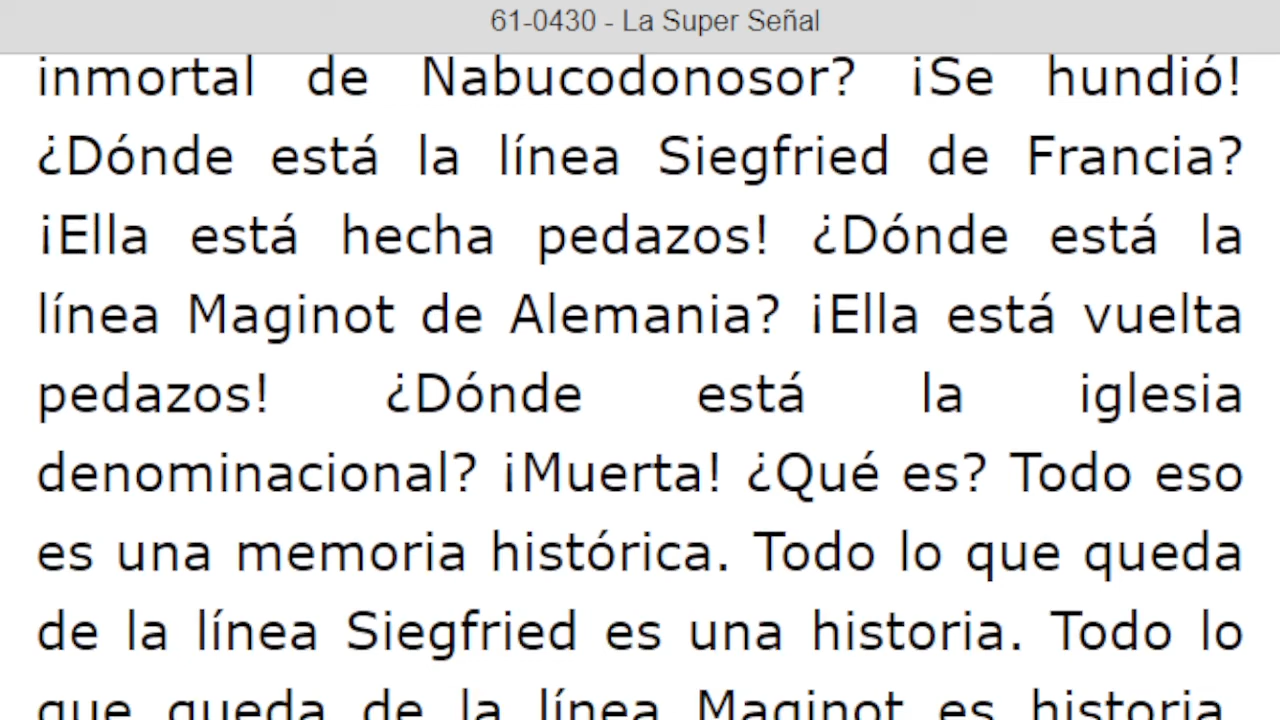 61-0430 - La Super Señal
inmortal de Nabucodonosor? ¡Se hundió!
¿Dónde está la línea Siegfried de Francia?
¡Ella está hecha pedazos! ¿Dónde está la
línea Maginot de Alemania? ¡Ella está vuelta
pedazos! ¿Dónde está la iglesia
denominacional? ¡Muerta! ¿Qué es? Todo eso
es una memoria histórica. Todo lo que queda
de la línea Siegfried es una historia. Todo lo
que queda de la línea Maginot es historia.